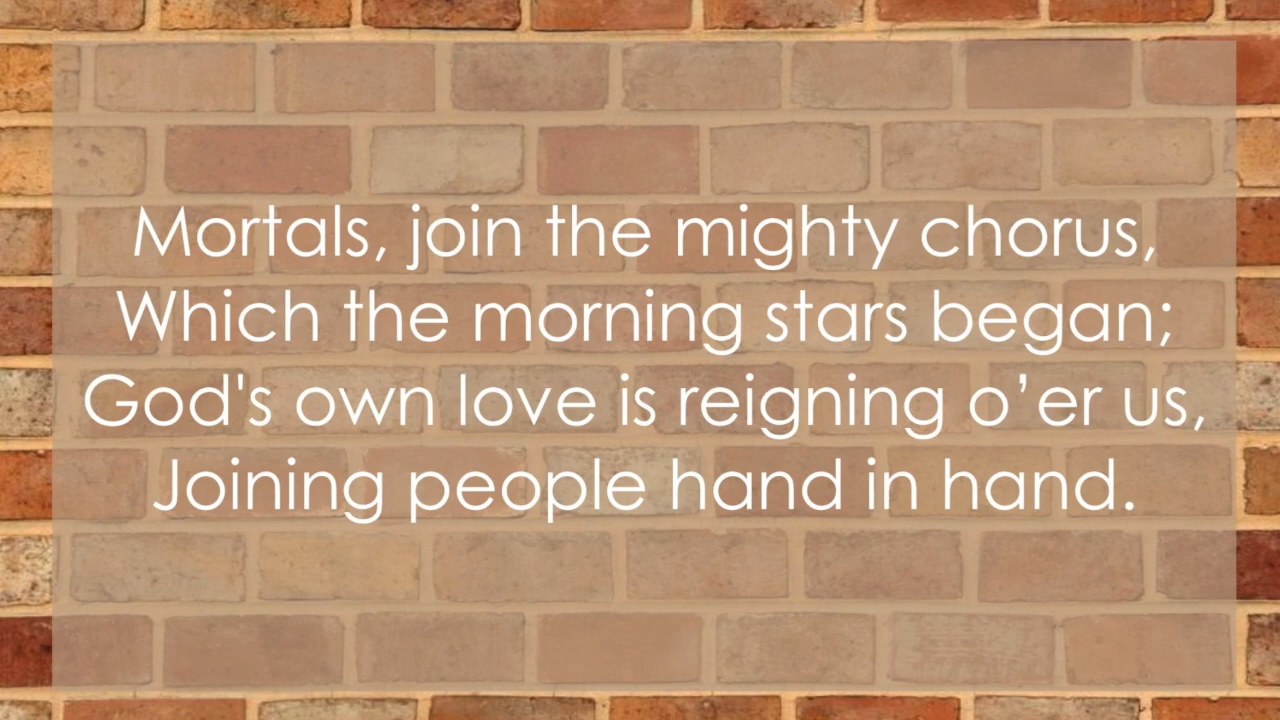 Mortals, join the mighty chorus,
Which the morning stars began;
God's own love is reigning o’er us,
Joining people hand in hand.